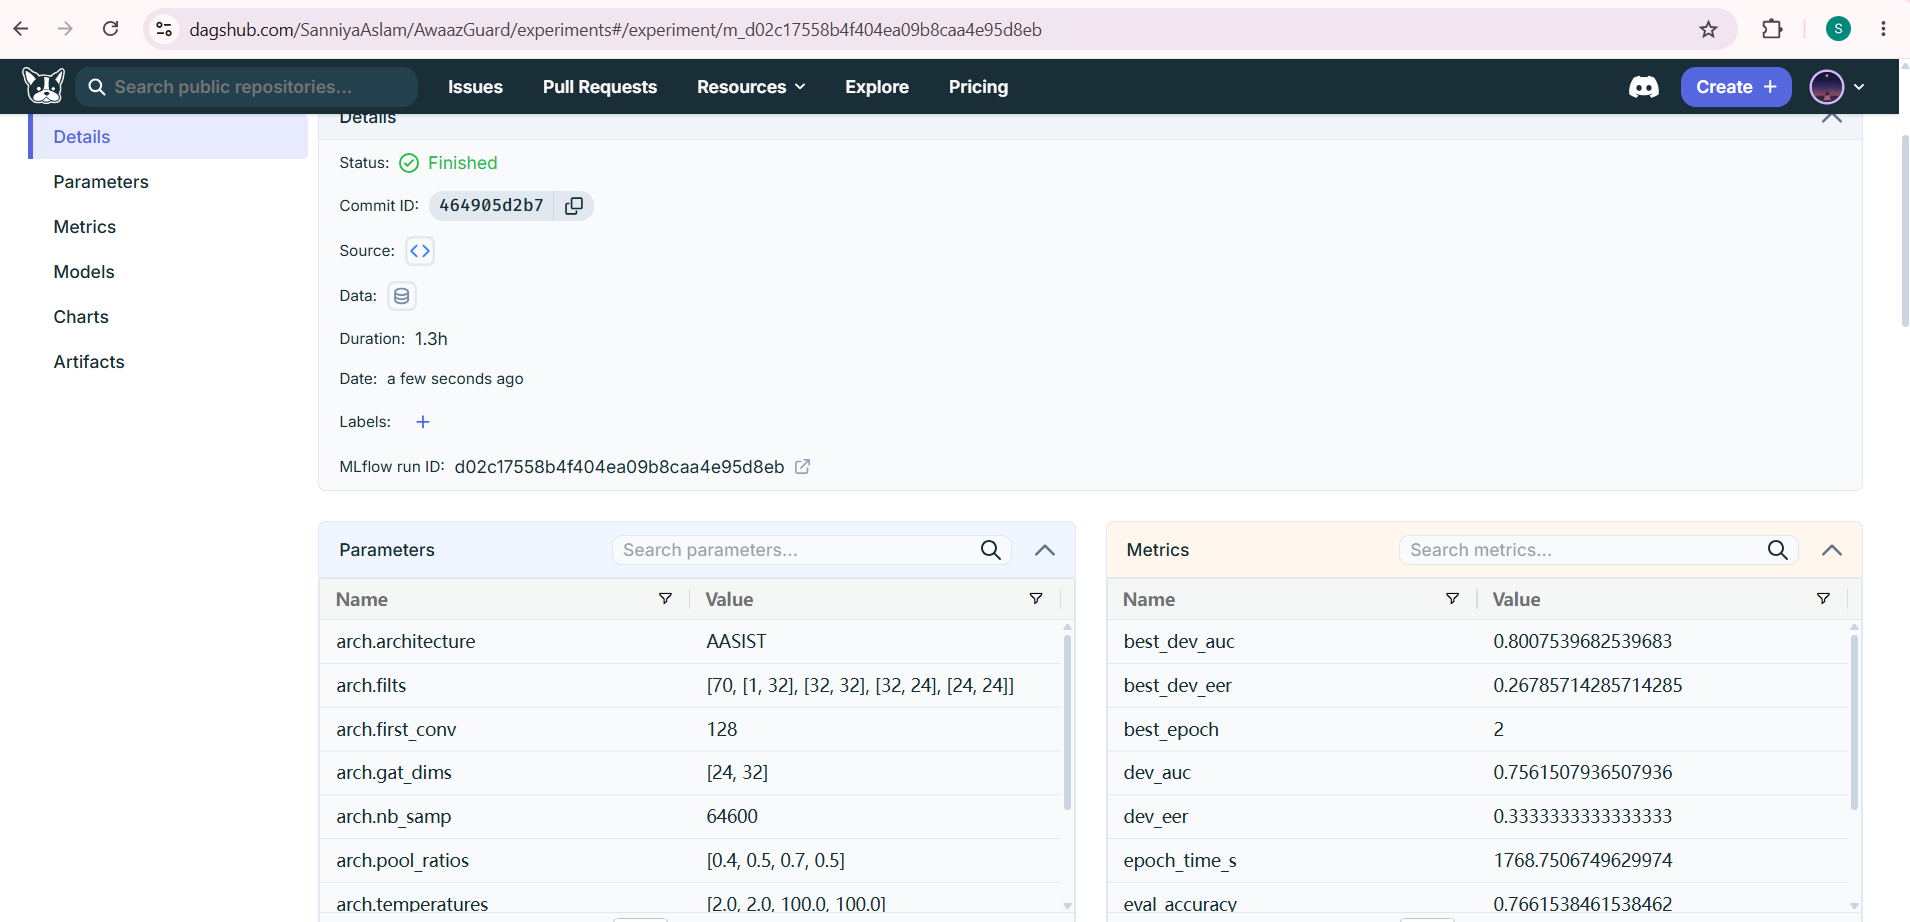 dagshub.com/SanniyaAslam/AwaazGuard/experiments#/experiment/m_d02c17558b4f404ea09b8caa4e95d8eb
S
Search public repositories...
Issues
Pull Requests
Resources
Explore
Pricing
Create +
Details
Parameters
Metrics
Models
Charts
Artifacts
Details
Status: Finished
Commit ID: 464905d2b7
Source:
Data:
Duration: 1.3h
Date: a few seconds ago
Labels: +
MLflow run ID: d02c17558b4f404ea09b8caa4e95d8eb
Parameters
Search parameters...
Name Value
arch.architecture AASIST
arch.filts [70, [1, 32], [32, 32], [32, 24], [24, 24]]
arch.first_conv 128
arch.gat_dims [24, 32]
arch.nb_samp 64600
arch.pool_ratios [0.4, 0.5, 0.7, 0.5]
arch.temperatures [2.0, 2.0, 100.0, 100.0]
Metrics
Search metrics...
Name Value
best_dev_auc 0.8007539682539683
best_dev_eer 0.26785714285714285
best_epoch 2
dev_auc 0.7561507936507936
dev_eer 0.3333333333333333
epoch_time_s 1768.7506749629974
eval_accuracy 0.7661538461538462